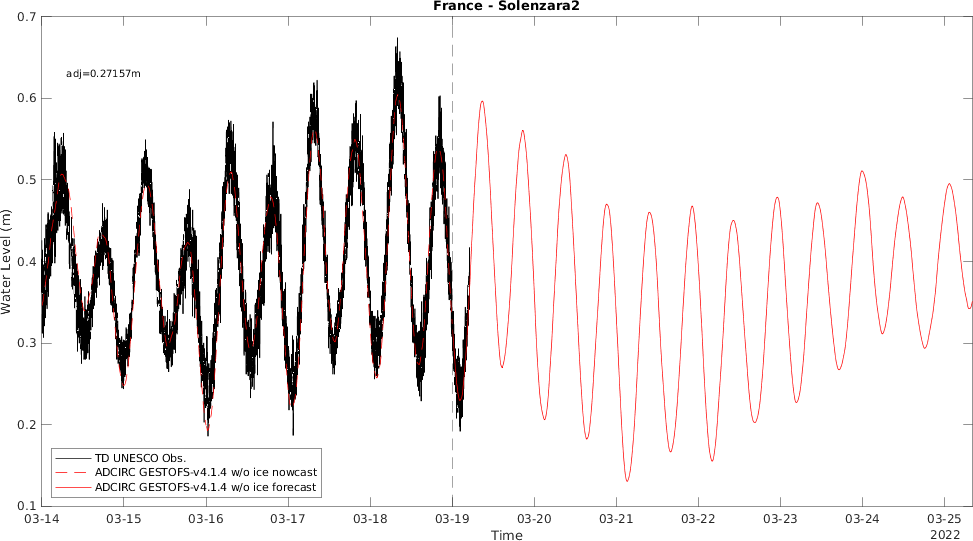 France - Solenzara2
0.7
0.6
0.5
0.4
0.3
0.2
0.1
Water Level (m)
adj=0.27157m
TD UNESCO Obs.
ADCIRC GESTOFS-v4.1.4 w/o ice nowcast
ADCIRC GESTOFS-v4.1.4 w/o ice forecast
03-14 03-15 03-16 03-17 03-18 03-19 03-20 03-21 03-22 03-23 03-24 03-25
2022
Time